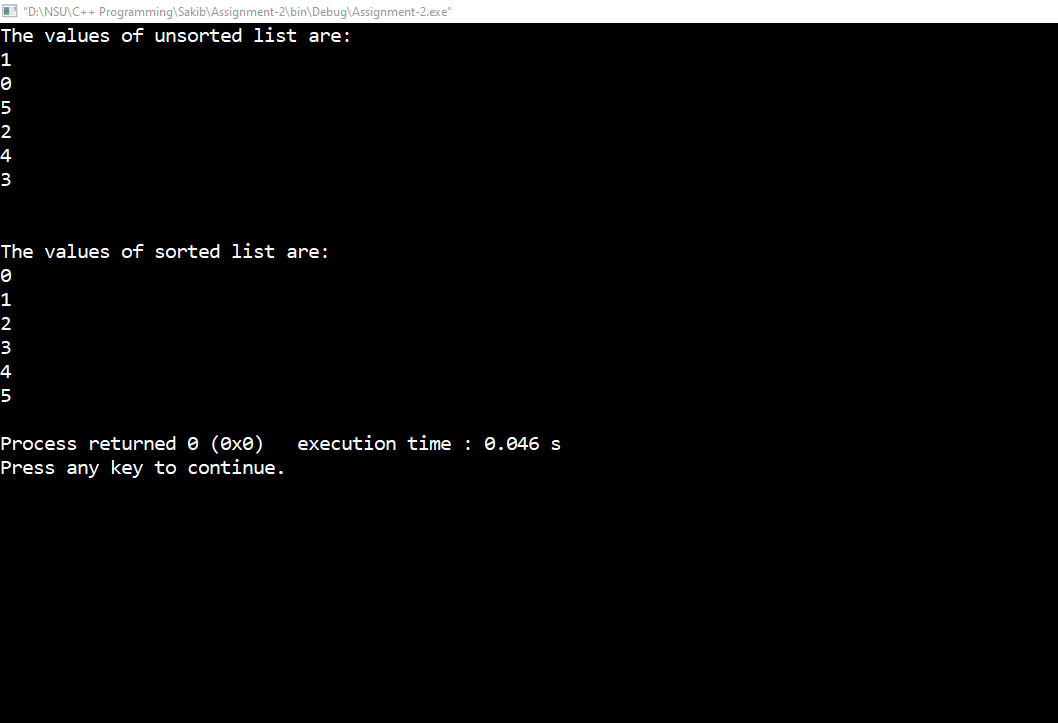 "D:\NSU\C++ Programming\Sakib\Assignment-2\bin\Debug\Assignment-2.exe"
The values of unsorted list are:
1
0
5
2
4
3
The values of sorted list are:
0
1
2
3
4
5
Process returned 0 (0x0)   execution time : 0.046 s
Press any key to continue.